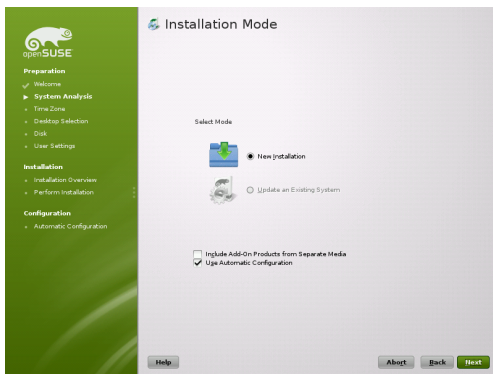 openSUSE
Preparation
Welcome
System Analysis
Time Zone
Desktop Selection
Disk
User Settings
Installation
Installation Overview
Perform Installation
Configuration
Automatic Configuration
Installation Mode
Select Mode
New Installation
Update an Existing System
Include Add-On Products from Separate Media
Use Automatic Configuration
Help
Abort
Back
Next